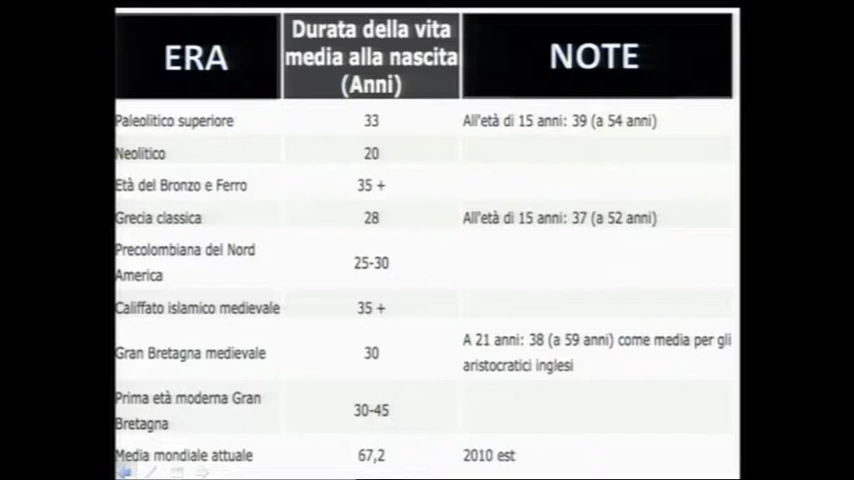 ERA
Durata della vita
media alla nascita
(Anni)
NOTE
Paleolitico superiore 33 All'età di 15 anni: 39 (a 54 anni)
Neolitico 20
Età del Bronzo e Ferro 35 +
Grecia classica 28 All'età di 15 anni: 37 (a 52 anni)
Precolombiana del Nord
America
25-30
Califfato islamico medievale 35 +
Gran Bretagna medievale 30 A 21 anni: 38 (a 59 anni) come media per gli
aristocratici inglesi
Prima età moderna Gran
Bretagna
30-45
Media mondiale attuale 67,2 2010 est